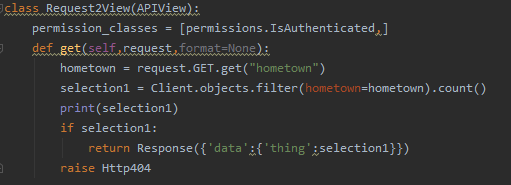 class Request2View(APIView):
    permission_classes = [permissions.IsAuthenticated,]
    def get(self,request,format=None):
        hometown = request.GET.get("hometown")
        selection1 = Client.objects.filter(hometown=hometown).count()
        print(selection1)
        if selection1:
            return Response({'data':{'thing':selection1}})
        raise Http404